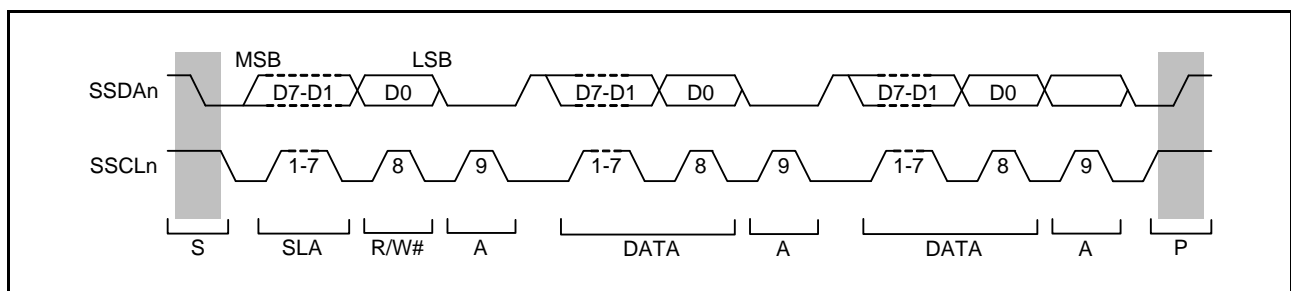 MSB LSB
SSDAn D7-D1 D0 D7-D1 D0 D7-D1 D0
SSCLn 1-7 8 9 1-7 8 9 1-7 8 9
S SLA R/W# A DATA A DATA A P